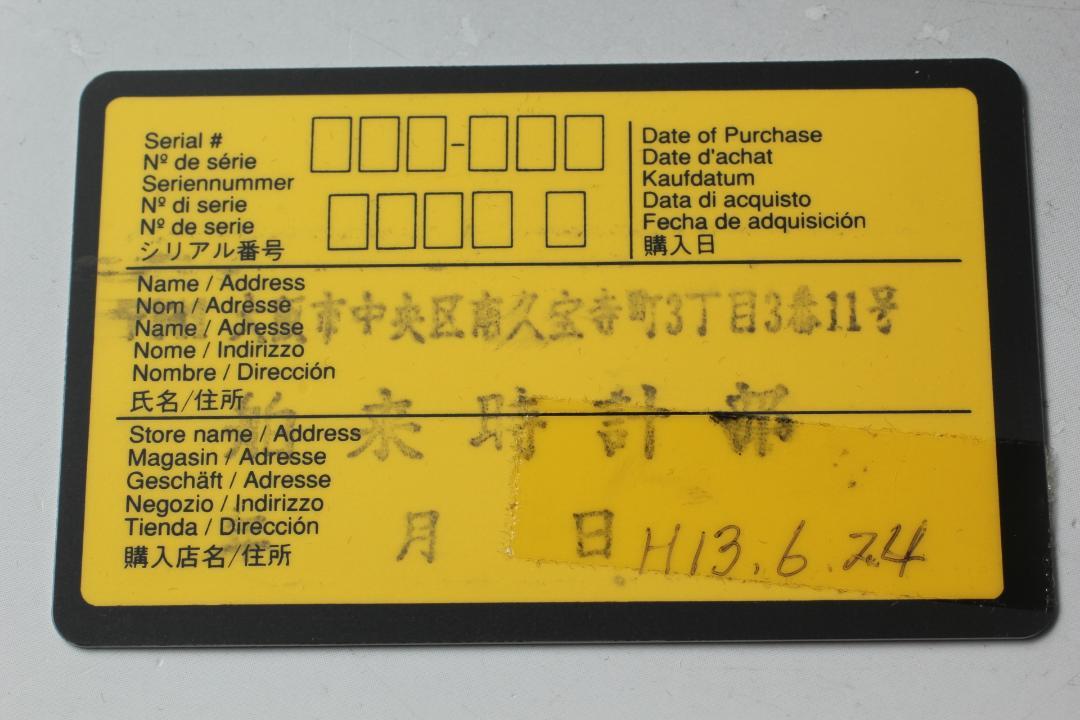 Serial #
Nº de série
Seriennummer
Nº di serie
Nº de serie
シリアル番号
-
Date of Purchase
Date d'achat
Kaufdatum
Data di acquisto
Fecha de adquisición
購入日
Name / Address
Nom / Adresse
Name / Adresse
Nome / Indirizzo
Nombre / Dirección
氏名/住所
大阪市中央区南久宝寺町3丁目3番11号
舶来時計部
Store name / Address
Magasin / Adresse
Geschäft / Adresse
Negozio / Indirizzo
Tienda / Dirección
購入店名/住所
月 日
H13.6.24